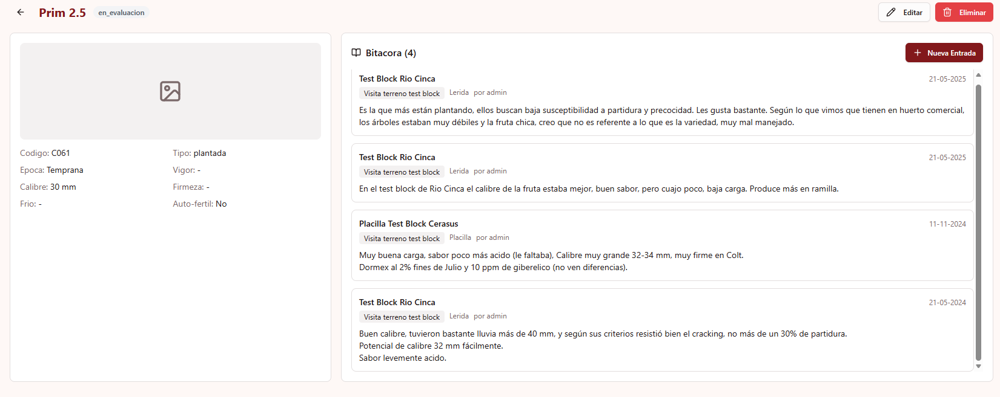 Prim 2.5 en_evaluacion
Editar
Eliminar
Codigo: C061
Tipo: plantada
Epoca: Temprana
Vigor: -
Calibre: 30 mm
Firmeza: -
Frio: -
Auto-fertil: No
Bitacora (4)
Nueva Entrada
Test Block Rio Cinca
21-05-2025
Visita terreno test block Lerida por admin
Es la que más están plantando, ellos buscan baja susceptibilidad a partidura y precocidad. Les gusta bastante. Según lo que vimos que tienen en huerto comercial,
los árboles estaban muy débiles y la fruta chica, creo que no es referente a lo que es la variedad, muy mal manejado.
Test Block Rio Cinca
21-05-2025
Visita terreno test block Lerida por admin
En el test block de Rio Cinca el calibre de la fruta estaba mejor, buen sabor, pero cuajo poco, baja carga. Produce más en ramilla.
Placilla Test Block Cerasus
11-11-2024
Visita terreno test block Placilla por admin
Muy buena carga, sabor poco más acido (le faltaba), Calibre muy grande 32-34 mm, muy firme en Colt.
Dormex al 2% fines de Julio y 10 ppm de giberelico (no ven diferencias).
Test Block Rio Cinca
21-05-2024
Visita terreno test block Lerida por admin
Buen calibre, tuvieron bastante lluvia más de 40 mm, y según sus criterios resistió bien el cracking, no más de un 30% de partidura.
Potencial de calibre 32 mm fácilmente.
Sabor levemente acido.